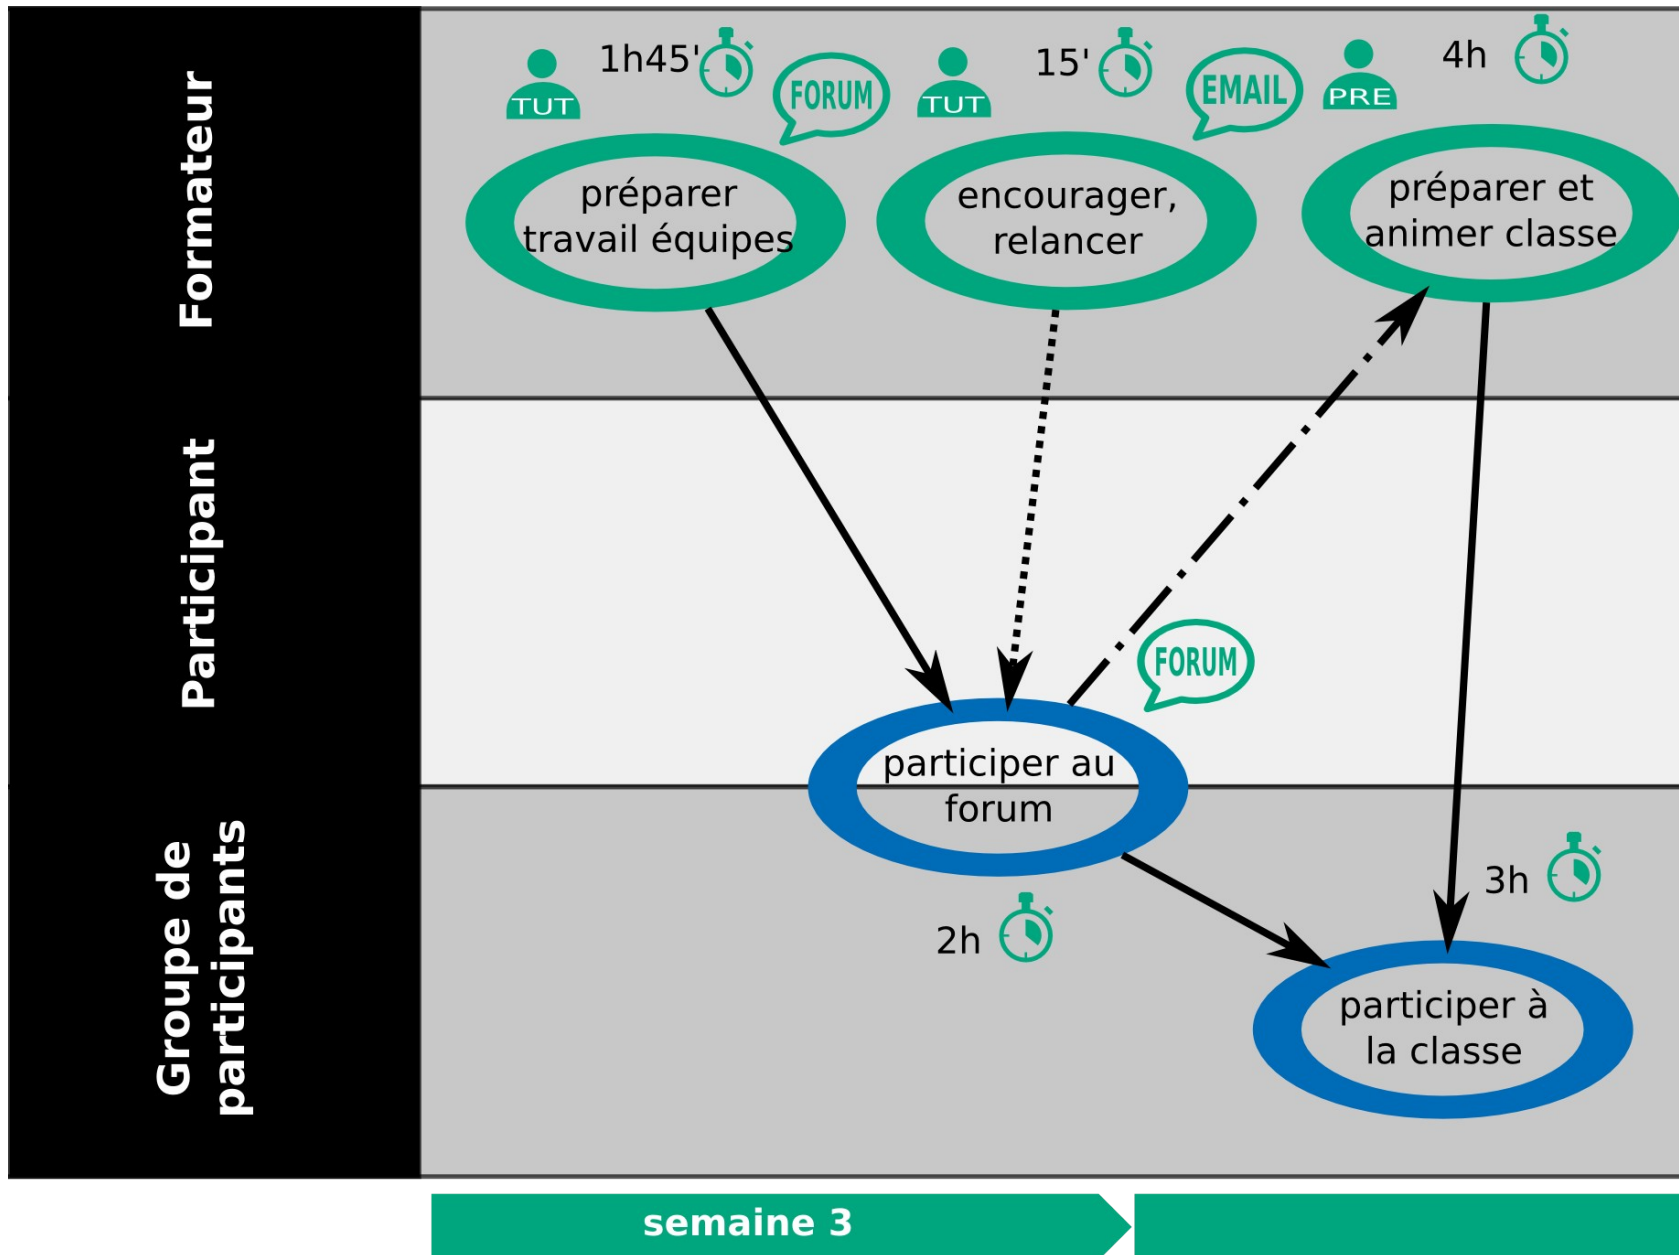 Formateur
TUT
1h45'
FORUM
préparer
travail équipes
TUT
15'
EMAIL
encourager,
relancer
PRE
4h
préparer et
animer classe
Participant
FORUM
participer au
forum
Groupe de
participants
2h
3h
participer à
la classe
semaine 3